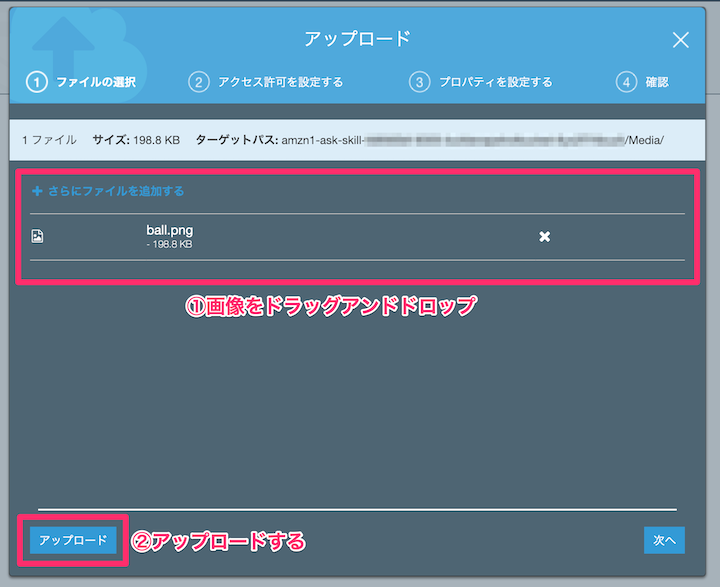 アップロード
1 ファイルの選択
2 アクセス許可を設定する
3 プロパティを設定する
4 確認
1 ファイル サイズ: 198.8 KB ターゲットパス: amzn1-ask-skill- /Media/
+ さらにファイルを追加する
ball.png
- 198.8 KB
①画像をドラッグアンドドロップ
アップロード
②アップロードする
次へ